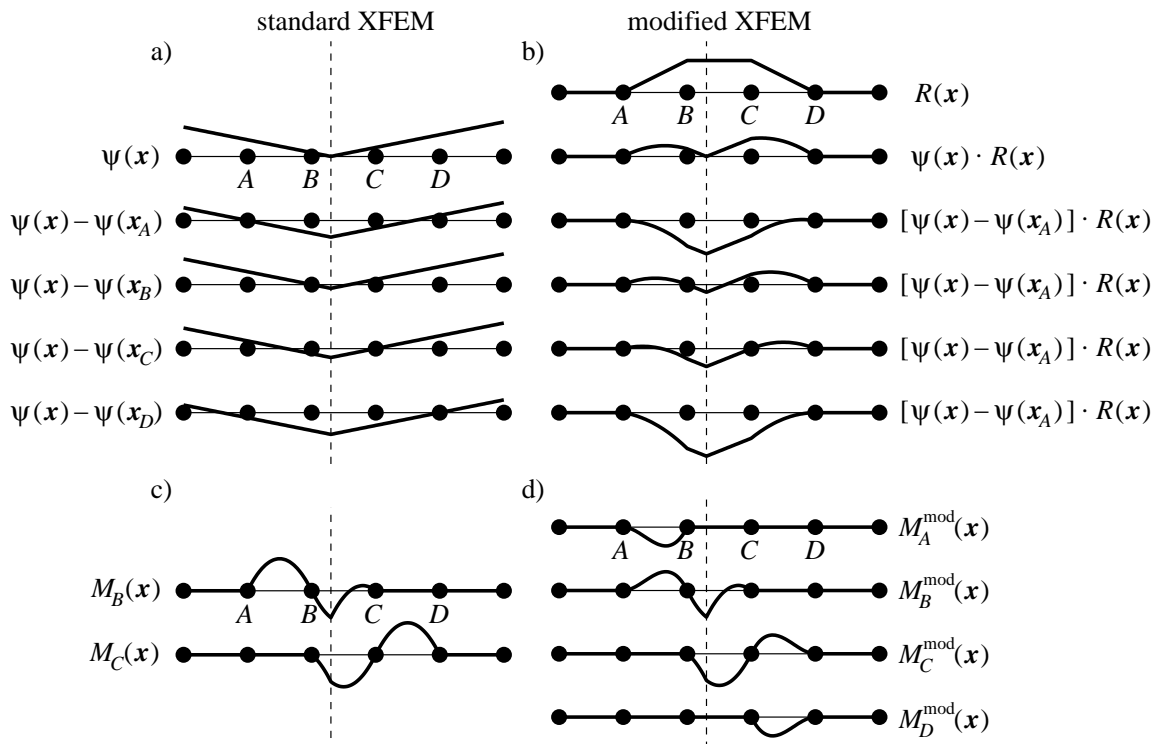 standard XFEM
modified XFEM
a)
b)
A B C D
R(x)
ψ(x)
A B C D
ψ(x) · R(x)
ψ(x) − ψ(x_A)
[ψ(x) − ψ(x_A)] · R(x)
ψ(x) − ψ(x_B)
[ψ(x) − ψ(x_A)] · R(x)
ψ(x) − ψ(x_C)
[ψ(x) − ψ(x_A)] · R(x)
ψ(x) − ψ(x_D)
[ψ(x) − ψ(x_A)] · R(x)
c)
d)
M_A^mod(x)
A B C D
M_B(x)
A B C D
M_B^mod(x)
M_C(x)
M_C^mod(x)
M_D^mod(x)